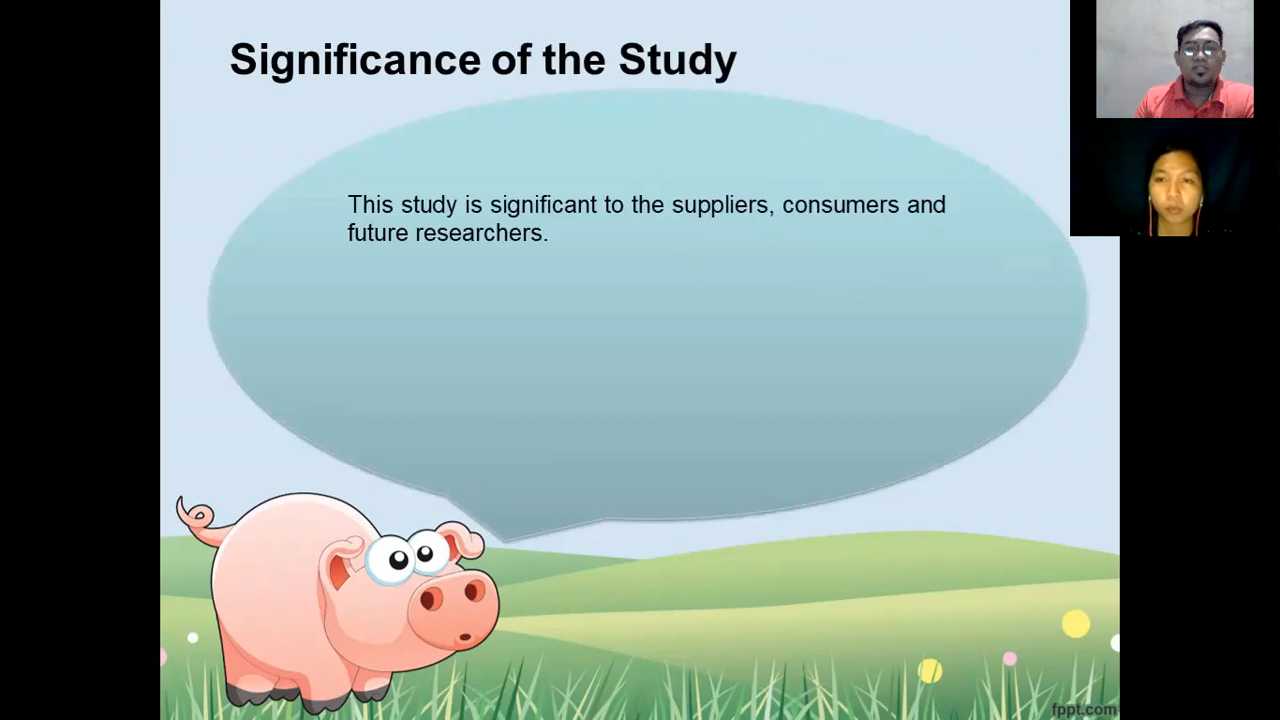 Significance of the Study
This study is significant to the suppliers, consumers and
future researchers.
fppt.com